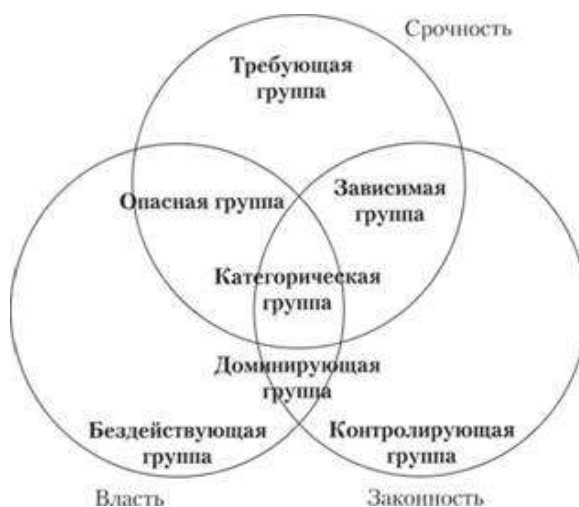 Срочность
Требующая
группа
Опасная группа
Зависимая
группа
Категорическая
группа
Доминирующая
группа
Бездействующая
группа
Контролирующая
группа
Власть
Законность